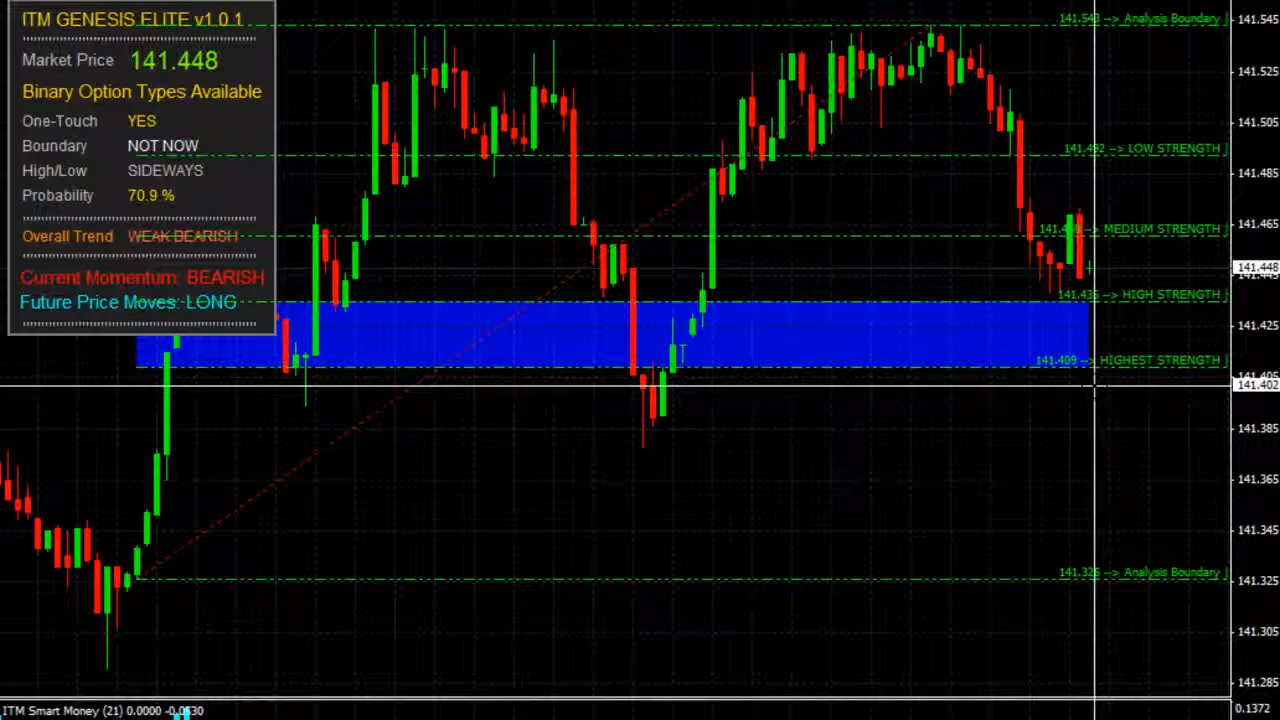 ITM GENESIS ELITE v1.0.1
Market Price 141.448
Binary Option Types Available
One-Touch YES
Boundary NOT NOW
High/Low SIDEWAYS
Probability 70.9 %
Overall Trend WEAK BEARISH
Current Momentum: BEARISH
Future Price Moves: LONG
141.543 --> Analysis Boundary
141.492 --> LOW STRENGTH
MEDIUM STRENGTH
141.435 --> HIGH STRENGTH
141.409 --> HIGHEST STRENGTH
141.326 --> Analysis Boundary
141.545
141.525
141.505
141.485
141.465
141.448
141.445
141.425
141.405
141.402
141.385
141.365
141.345
141.325
141.305
141.285
ITM Smart Money (21) 0.0000 -0.0530
0.1372